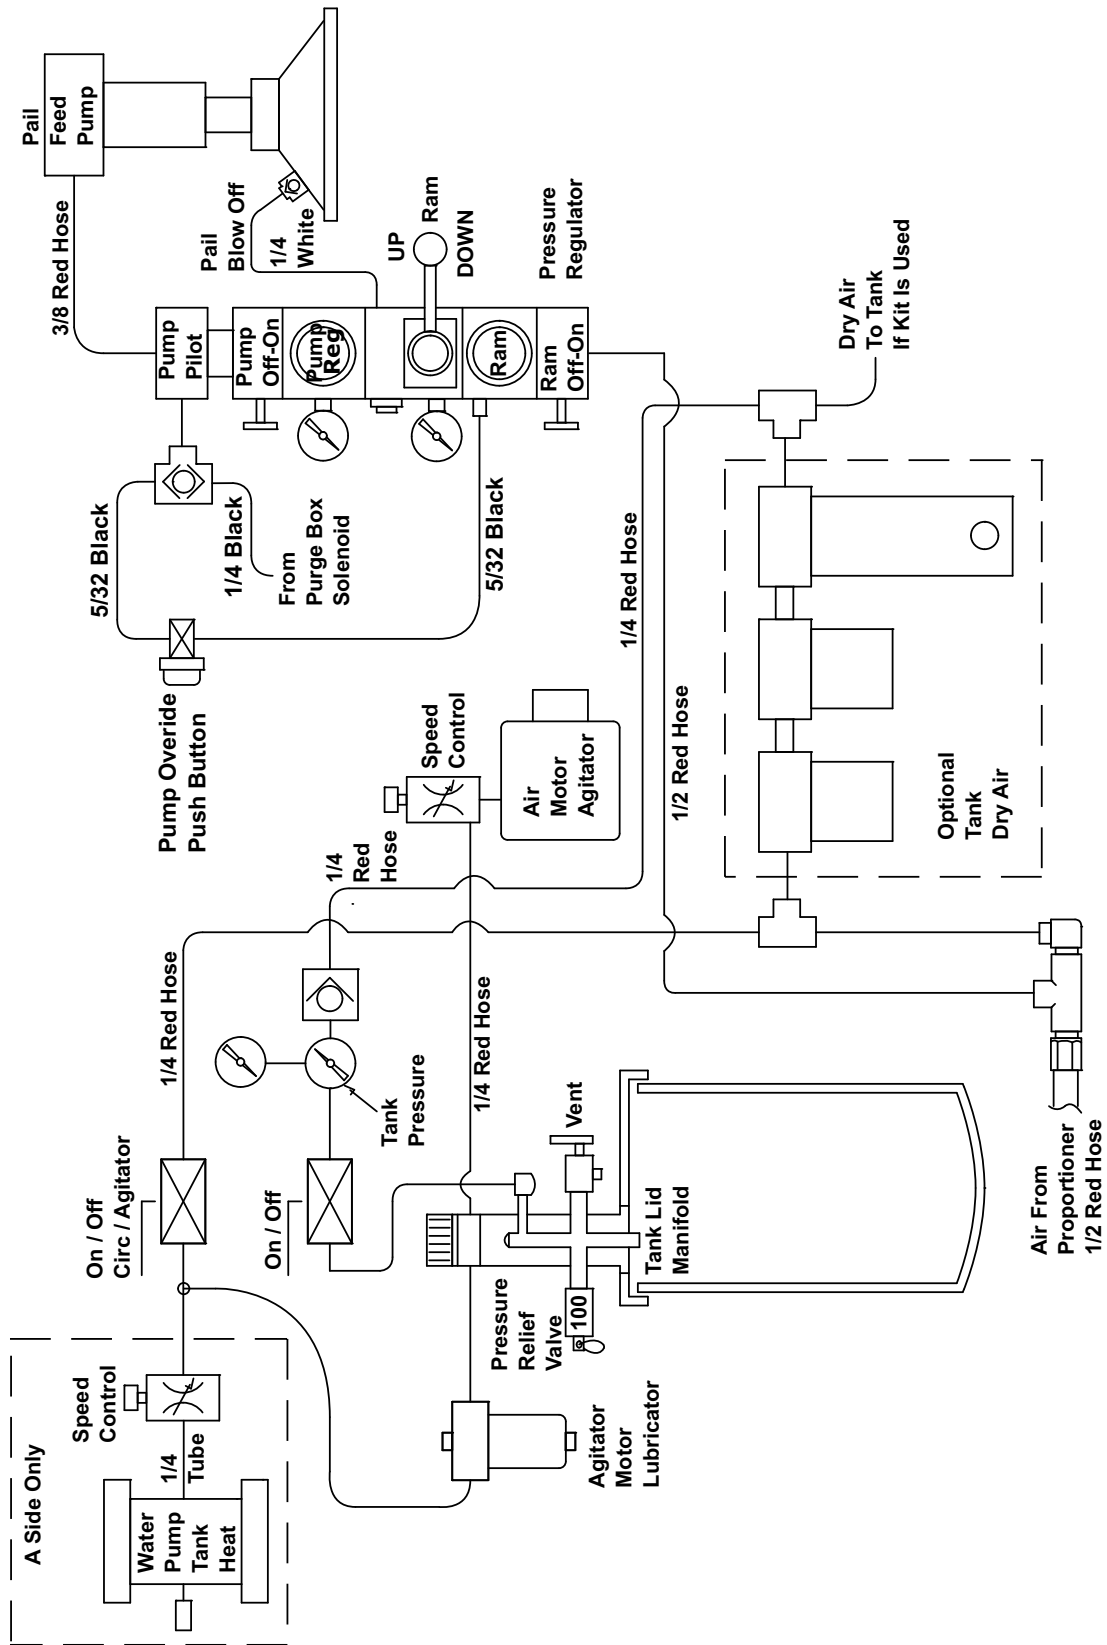 A Side Only
Water
Pump
Tank
Heat
1/4
Tube
Speed
Control
On / Off
Circ / Agitator
1/4 Red Hose
Pump Overide
Push Button
5/32 Black
1/4 Black
From
Purge Box
Solenoid
3/8 Red Hose
Pail
Feed
Pump
Pump
Pilot
Pump
Off-On
Pump
Reg
Pail
Blow Off
1/4
White
UP
Ram
DOWN
Ram
Ram
Off-On
Pressure
Regulator
5/32 Black
On / Off
Tank
Pressure
1/4
Red
Hose
Speed
Control
Air
Motor
Agitator
1/4 Red Hose
1/4 Red Hose
1/2 Red Hose
Agitator
Motor
Lubricator
Pressure
Relief
Valve
100
Vent
Tank Lid
Manifold
Dry Air
To Tank
If Kit Is Used
Optional
Tank
Dry Air
Air From
Proportioner
1/2 Red Hose